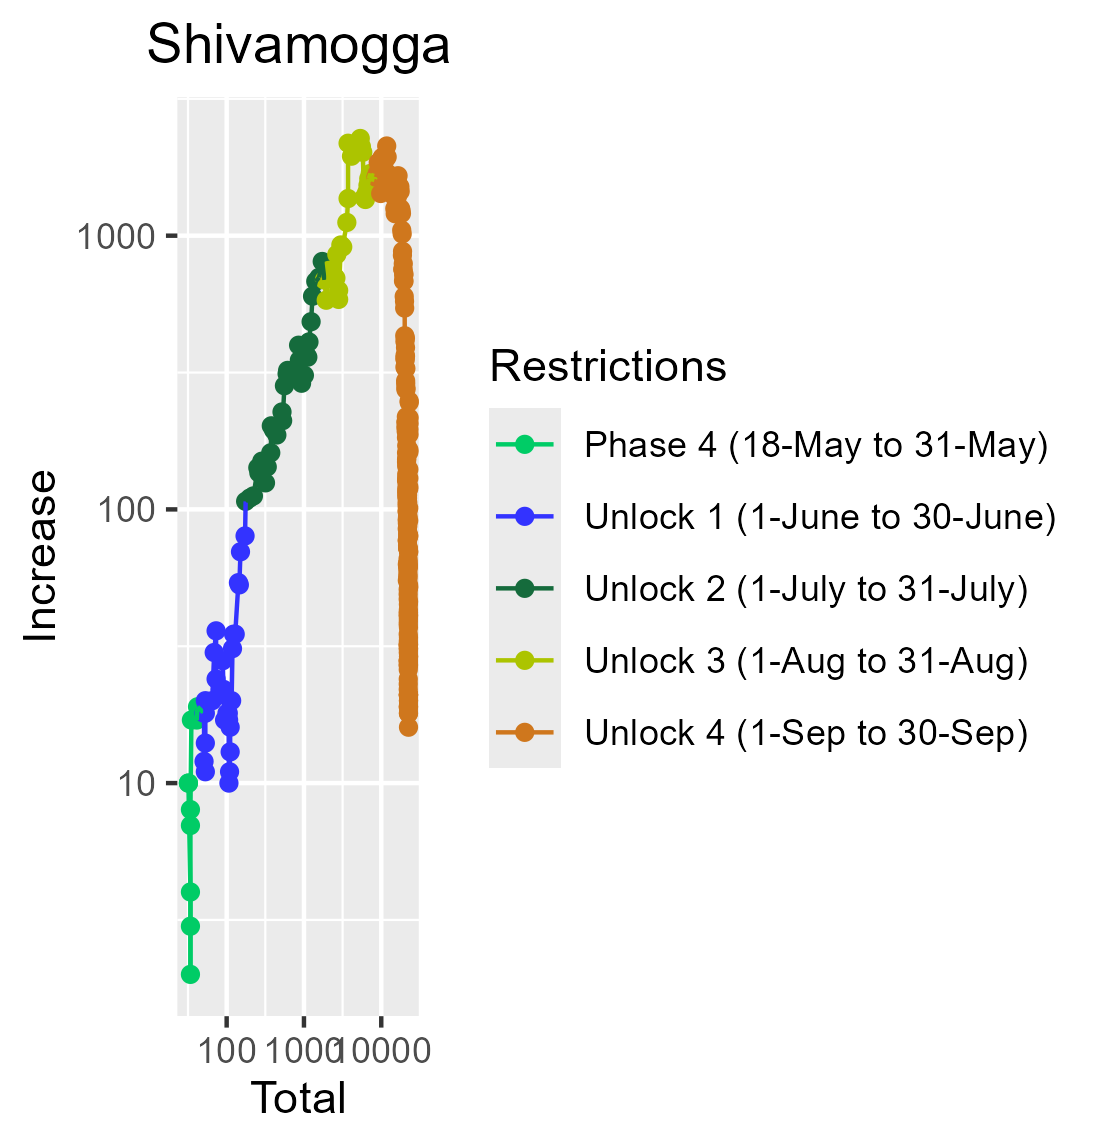 Shivamogga
1000
100
10
Increase
100
1000
10000
Total
Restrictions
Phase 4 (18-May to 31-May)
Unlock 1 (1-June to 30-June)
Unlock 2 (1-July to 31-July)
Unlock 3 (1-Aug to 31-Aug)
Unlock 4 (1-Sep to 30-Sep)